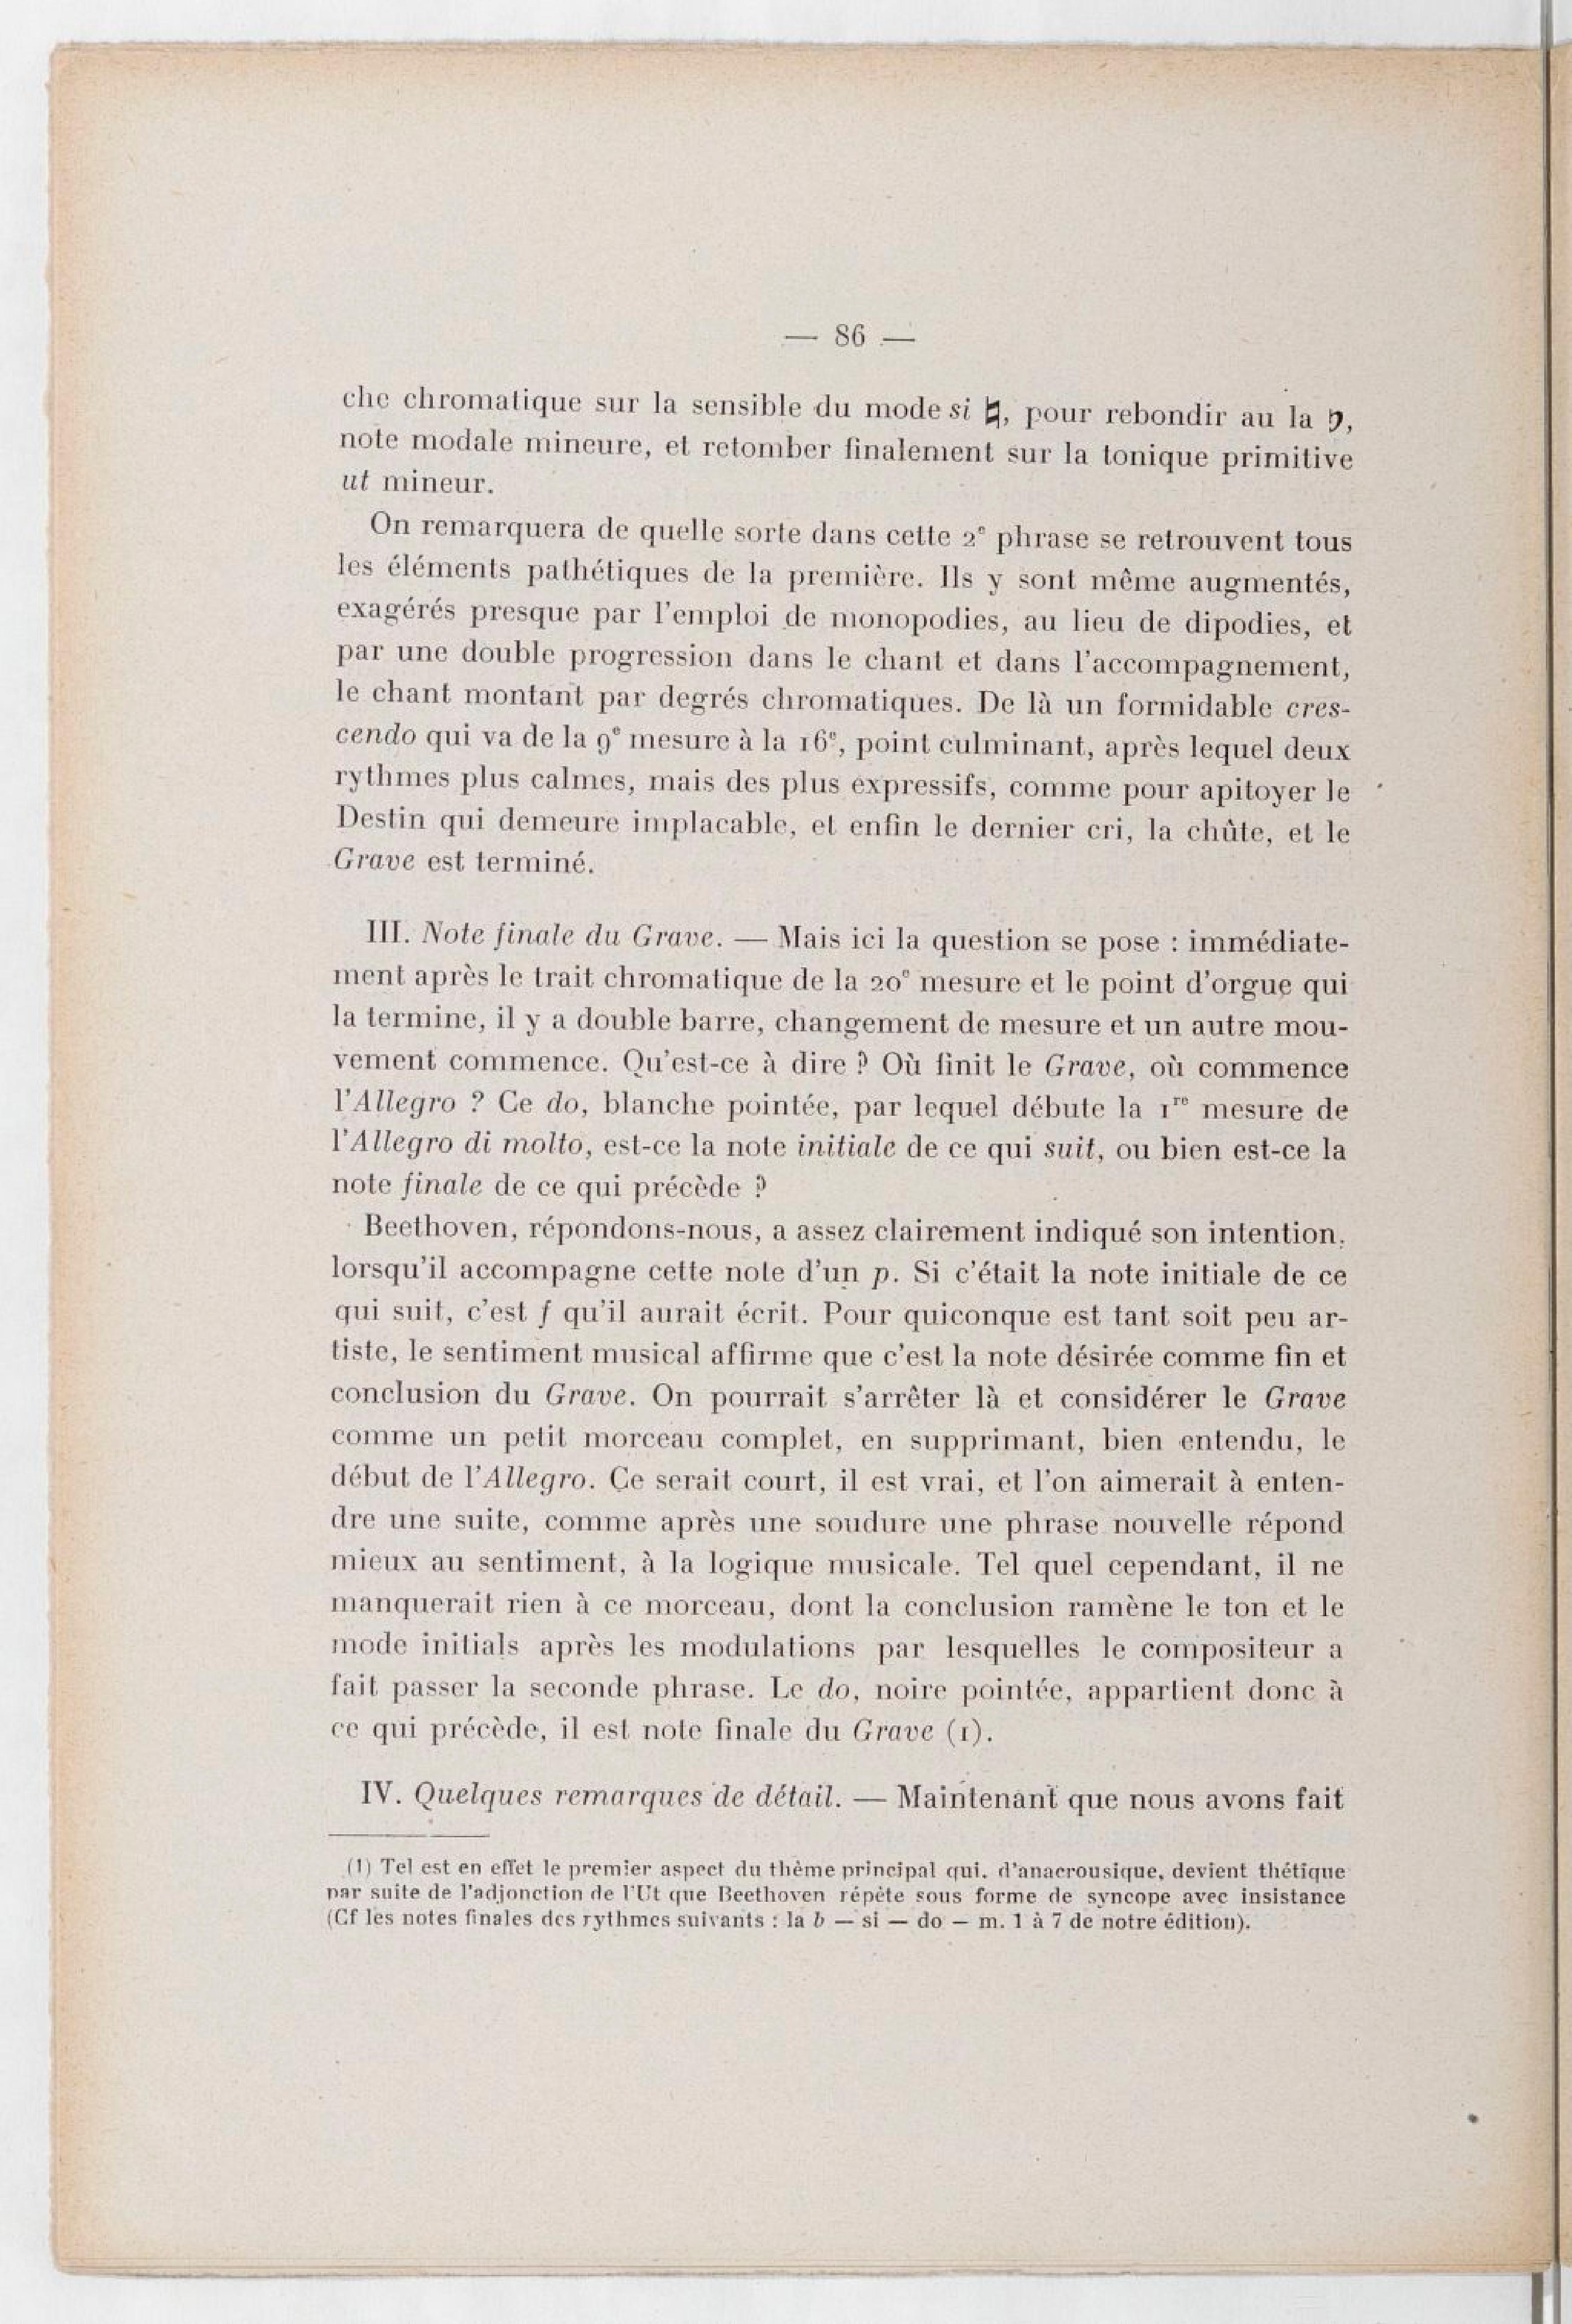 — 86 —
che chromatique sur la sensible du mode si ♮, pour rebondir au la ♭,
note modale mineure, et retomber finalement sur la tonique primitive
ut mineur.
On remarquera de quelle sorte dans cette 2e phrase se retrouvent tous
les éléments pathétiques de la première. Ils y sont même augmentés,
exagérés presque par l'emploi de monopodies, au lieu de dipodies, et
par une double progression dans le chant et dans l'accompagnement,
le chant montant par degrés chromatiques. De là un formidable cres-
cendo qui va de la 9e mesure à la 16e, point culminant, après lequel deux
rythmes plus calmes, mais des plus expressifs, comme pour apitoyer le
Destin qui demeure implacable, et enfin le dernier cri, la chûte, et le
Grave est terminé.
III. Note finale du Grave. — Mais ici la question se pose : immédiate-
ment après le trait chromatique de la 20e mesure et le point d'orgue qui
la termine, il y a double barre, changement de mesure et un autre mou-
vement commence. Qu'est-ce à dire ? Où finit le Grave, où commence
l'Allegro ? Ce do, blanche pointée, par lequel débute la 1re mesure de
l'Allegro di molto, est-ce la note initiale de ce qui suit, ou bien est-ce la
note finale de ce qui précède ?
Beethoven, répondons-nous, a assez clairement indiqué son intention,
lorsqu'il accompagne cette note d'un p. Si c'était la note initiale de ce
qui suit, c'est f qu'il aurait écrit. Pour quiconque est tant soit peu ar-
tiste, le sentiment musical affirme que c'est la note désirée comme fin et
conclusion du Grave. On pourrait s'arrêter là et considérer le Grave
comme un petit morceau complet, en supprimant, bien entendu, le
début de l'Allegro. Ce serait court, il est vrai, et l'on aimerait à enten-
dre une suite, comme après une soudure une phrase nouvelle répond
mieux au sentiment, à la logique musicale. Tel quel cependant, il ne
manquerait rien à ce morceau, dont la conclusion ramène le ton et le
mode initials après les modulations par lesquelles le compositeur a
fait passer la seconde phrase. Le do, noire pointée, appartient donc à
ce qui précède, il est note finale du Grave (1).
IV. Quelques remarques de détail. — Maintenant que nous avons fait
(1) Tel est en effet le premier aspect du thème principal qui, d'anacrousique, devient thétique
par suite de l'adjonction de l'Ut que Beethoven répète sous forme de syncope avec insistance
(Cf les notes finales des rythmes suivants : la b — si — do — m. 1 à 7 de notre édition).